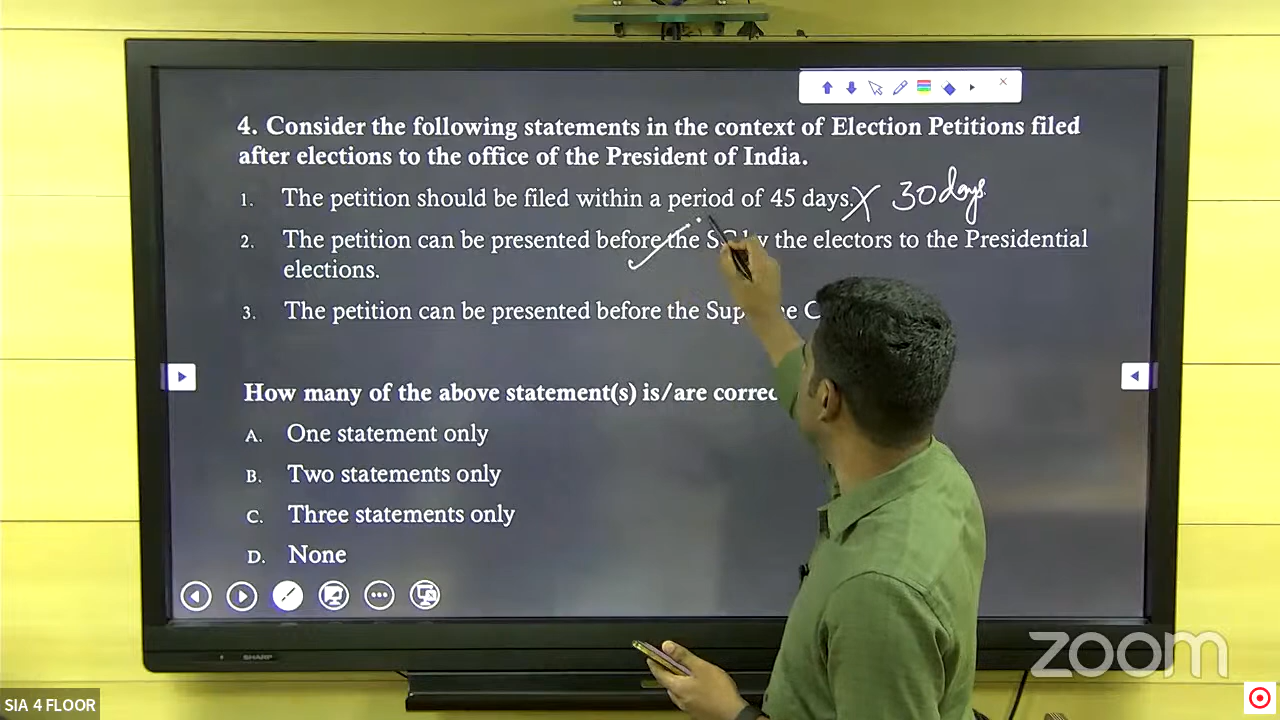 4. Consider the following statements in the context of Election Petitions filed
after elections to the office of the President of India.
1. The petition should be filed within a period of 45 days. X 30 days
2. The petition can be presented before the by the electors to the Presidential
elections.
3. The petition can be presented before the
How many of the above statement(s) is/are
A. One statement only
B. Two statements only
C. Three statements only
D. None
SHARP
SIA 4 FLOOR
zoom